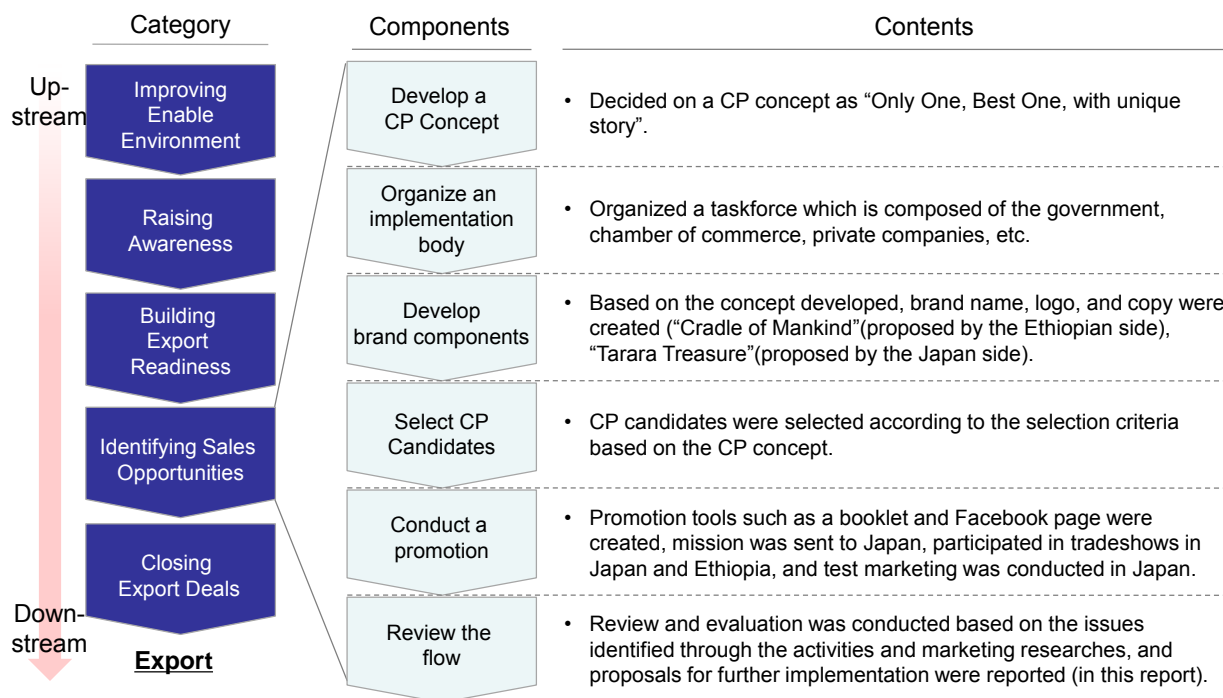 Category
Components
Contents
Up-
stream
Improving
Enable
Environment
Raising
Awareness
Building
Export
Readiness
Identifying Sales
Opportunities
Closing
Export Deals
Down-
stream
Export
Develop a
CP Concept
• Decided on a CP concept as “Only One, Best One, with unique
story”.
Organize an
implementation
body
• Organized a taskforce which is composed of the government,
chamber of commerce, private companies, etc.
Develop
brand components
• Based on the concept developed, brand name, logo, and copy were
created (“Cradle of Mankind”(proposed by the Ethiopian side),
“Tarara Treasure”(proposed by the Japan side).
Select CP
Candidates
• CP candidates were selected according to the selection criteria
based on the CP concept.
Conduct a
promotion
• Promotion tools such as a booklet and Facebook page were
created, mission was sent to Japan, participated in tradeshows in
Japan and Ethiopia, and test marketing was conducted in Japan.
Review the
flow
• Review and evaluation was conducted based on the issues
identified through the activities and marketing researches, and
proposals for further implementation were reported (in this report).